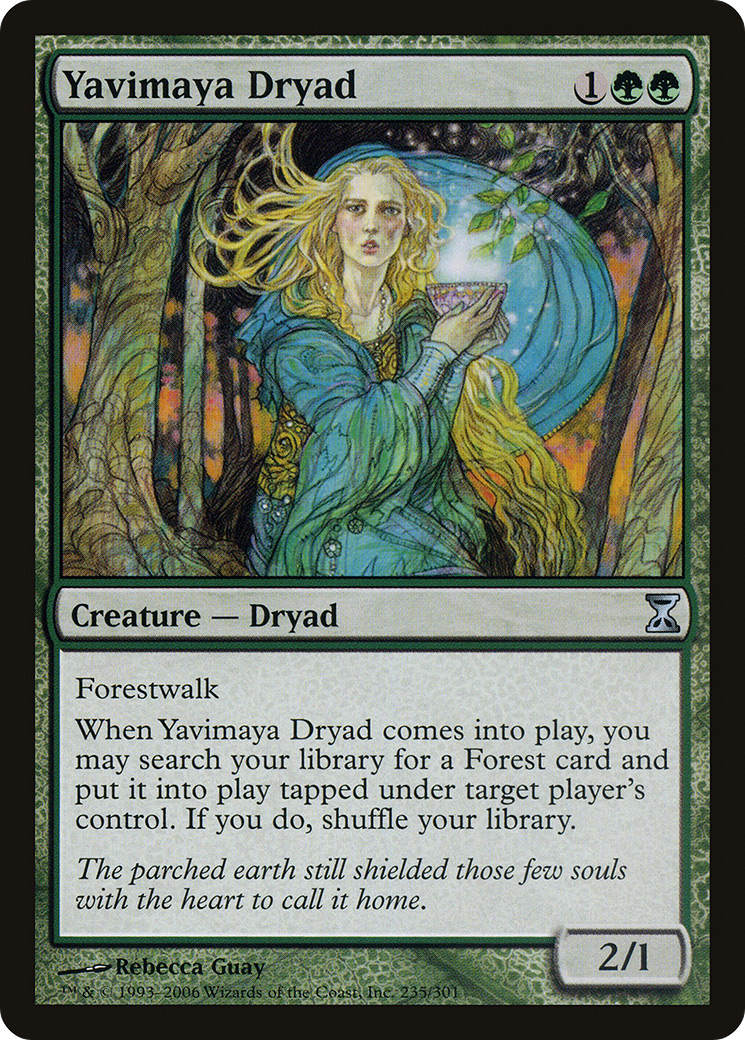 Yavimaya Dryad 1
Creature — Dryad
Forestwalk
When Yavimaya Dryad comes into play, you
may search your library for a Forest card and
put it into play tapped under target player's
control. If you do, shuffle your library.
The parched earth still shielded those few souls
with the heart to call it home.
2/1
Rebecca Guay
™ & © 1993–2006 Wizards of the Coast, Inc. 235/301